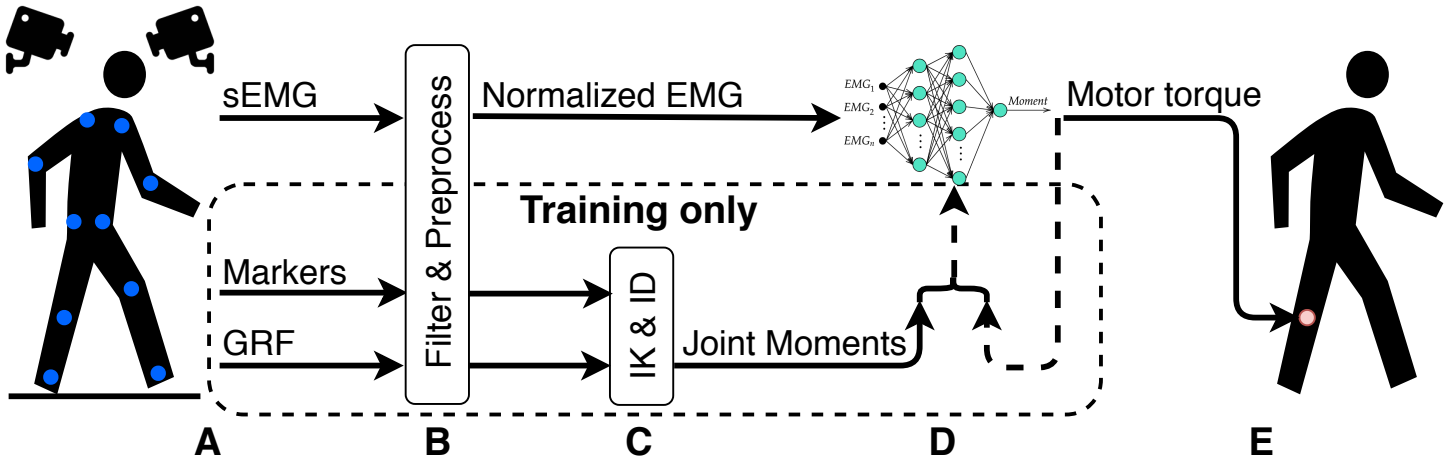 sEMG
Normalized EMG
Motor torque
EMG1
EMG2
EMGn
Moment
Filter & Preprocess
Training only
Markers
GRF
IK & ID
Joint Moments
A B C D E